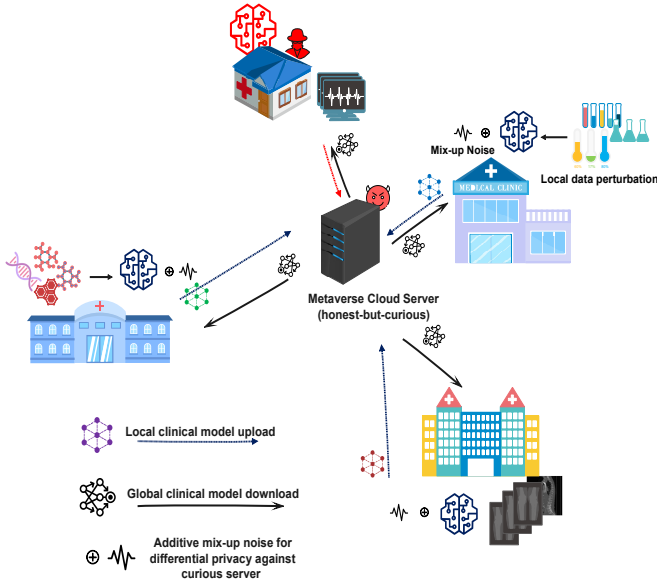 Mix-up Noise
Local data perturbation
MEDLCAL CLINIC
Metaverse Cloud Server
(honest-but-curious)
Local clinical model upload
Global clinical model download
Additive mix-up noise for
differential privacy against
curious server